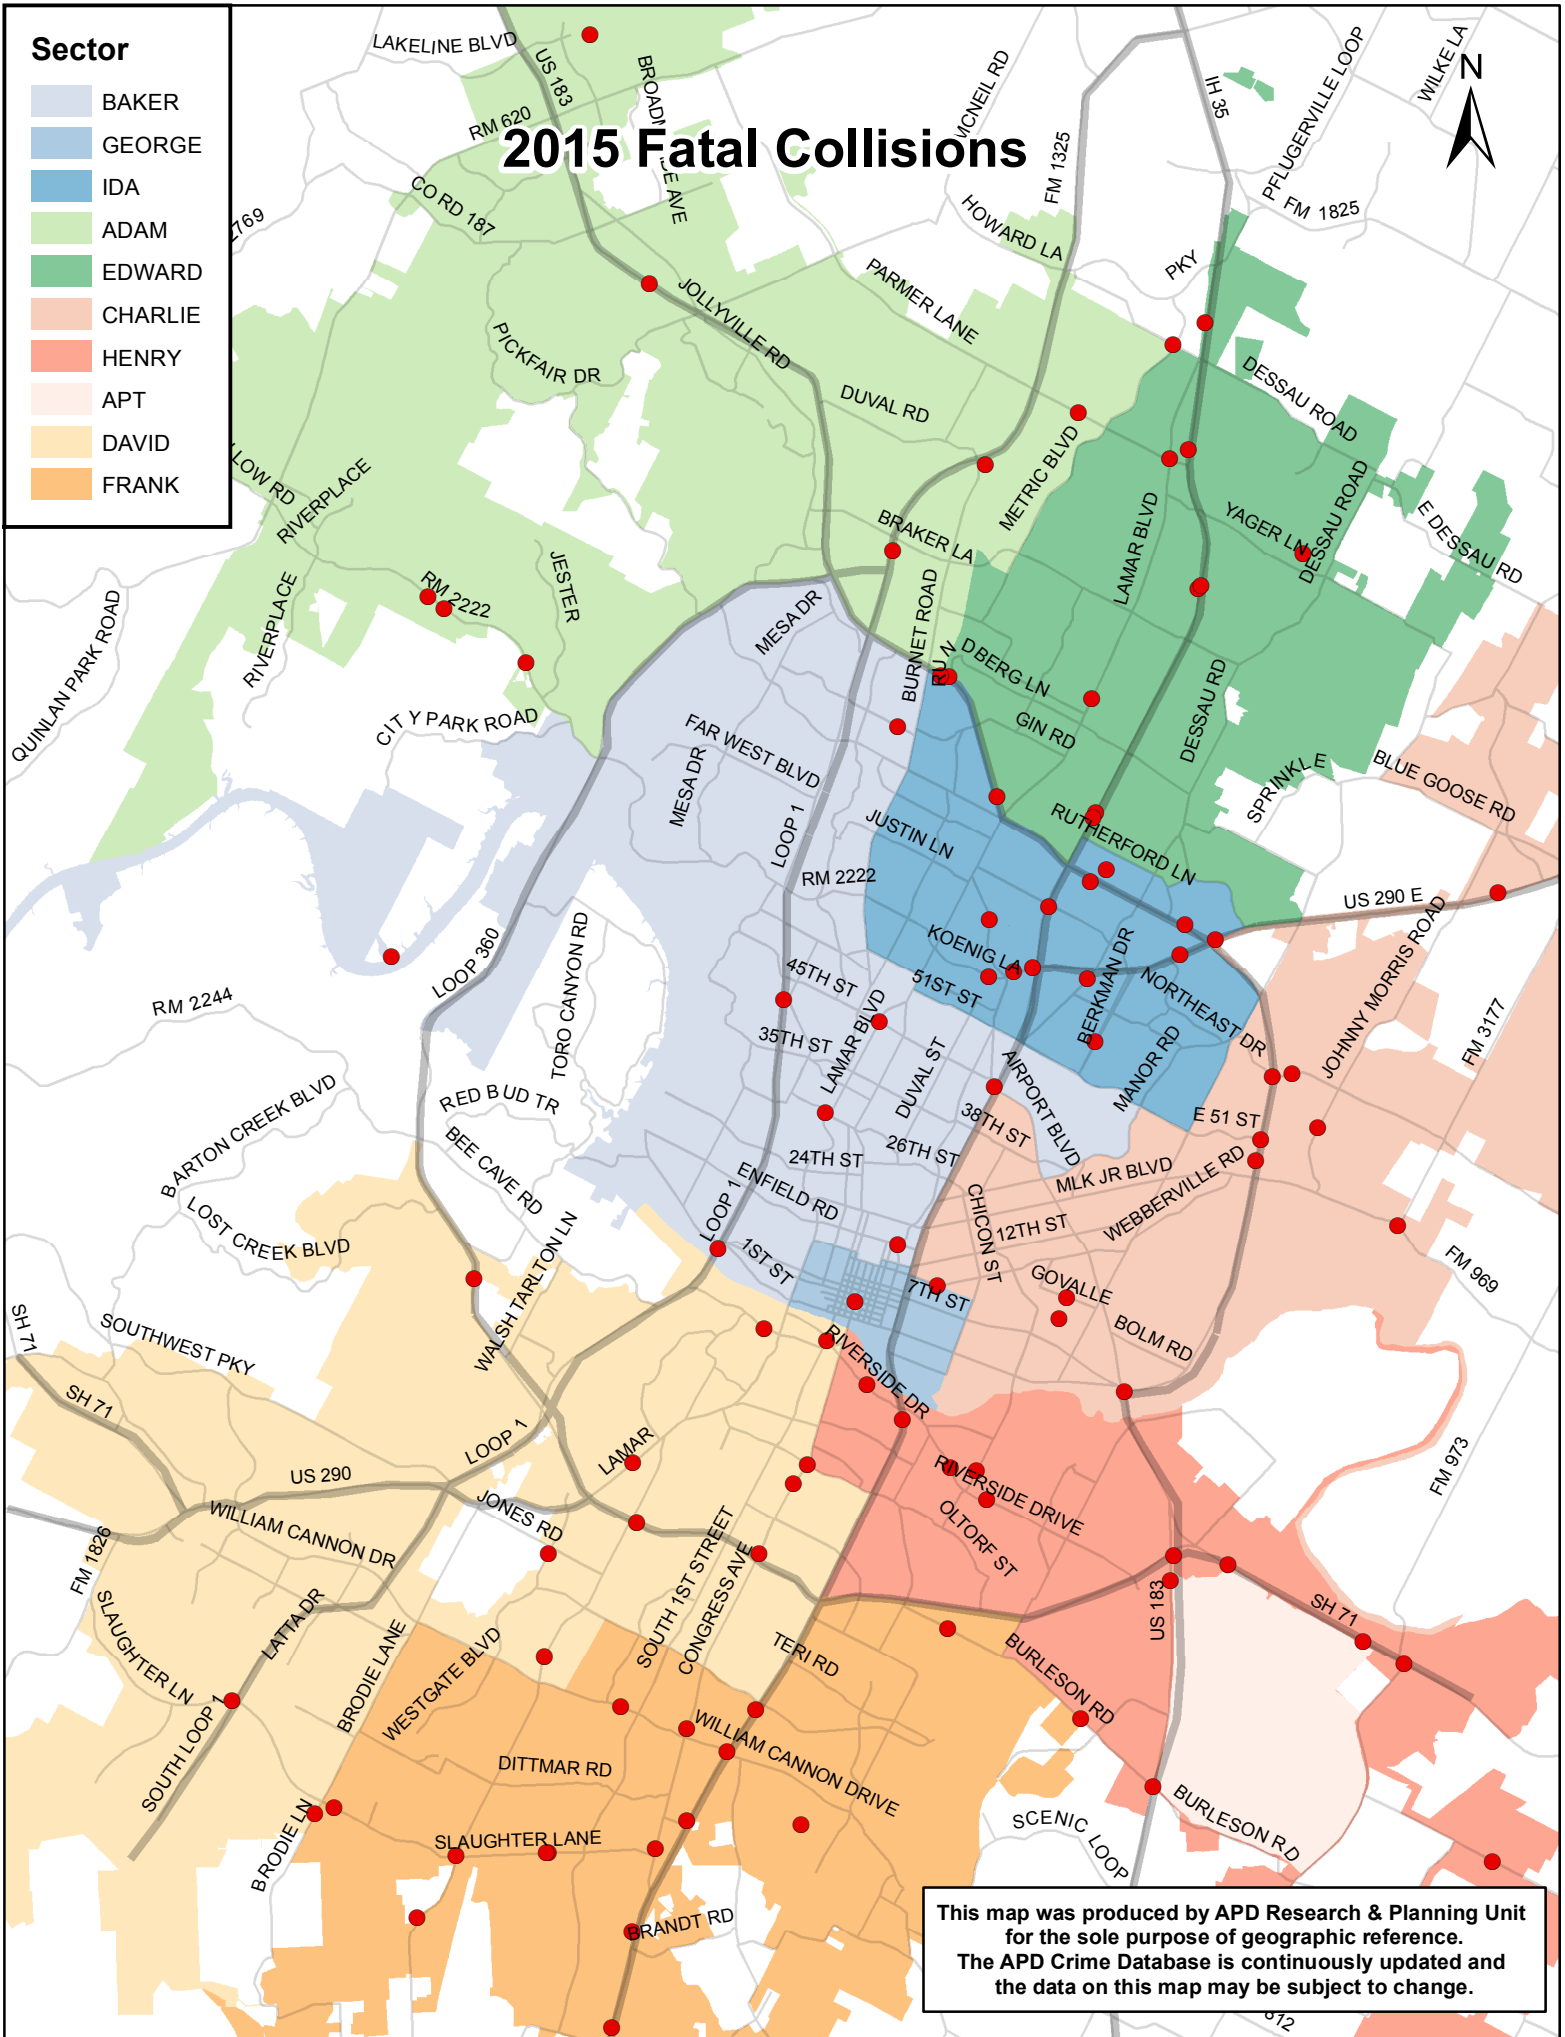 Sector
BAKER
GEORGE
IDA
ADAM
EDWARD
CHARLIE
HENRY
APT
DAVID
FRANK
2015 Fatal Collisions
N
LAKELINE BLVD
US 183
RM 620
MCNEIL RD
FM 1325
IH 35
PFLUGERVILLE LOOP
WILKE LA
FM 1825
HOWARD LA
PKY
CO RD 187
2769
PARMER LANE
JOLLYVILLE RD
PICKFAIR DR
DUVAL RD
DESSAU ROAD
METRIC BLVD
LOW RD
RIVERPLACE
BRAKER LA
LAMAR BLVD
YAGER LN
DESSAU ROAD
E DESSAU RD
RM 2222
JESTER
RIVERPLACE
QUINLAN PARK ROAD
MESA DR
BURNET ROAD
RU N
DBERG LN
GIN RD
DESSAU RD
CIT Y PARK ROAD
FAR WEST BLVD
MESA DR
SPRINKLE
BLUE GOOSE RD
LOOP 1
JUSTIN LN
RUTHERFORD LN
RM 2222
US 290 E
LOOP 360
TORO CANYON RD
KOENIG LA
45TH ST
51ST ST
BERKMAN DR
NORTHEAST DR
JOHNNY MORRIS ROAD
RM 2244
35TH ST
LAMAR BLVD
DUVAL ST
AIRPORT BLVD
MANOR RD
FM 3177
RED BUD TR
BARTON CREEK BLVD
BEE CAVE RD
38TH ST
E 51 ST
24TH ST
26TH ST
MLK JR BLVD
ENFIELD RD
CHICON ST
WEBBERVILLE RD
LOST CREEK BLVD
LOOP 1
1ST ST
12TH ST
FM 969
WALSH TARLTON LN
7TH ST
GOVALLE
BOLM RD
SH 71
SOUTHWEST PKY
RIVERSIDE DR
SH 71
LOOP 1
LAMAR
US 290
RIVERSIDE DRIVE
FM 973
JONES RD
WILLIAM CANNON DR
OLTORF ST
FM 1826
SOUTH 1ST STREET
CONGRESS AVE
SLAUGHTER LN
LATTA DR
US 183
SH 71
BRODIE LANE
WESTGATE BLVD
TERI RD
BURLESON RD
SOUTH LOOP 1
WILLIAM CANNON DRIVE
DITTMAR RD
BRODIE LN
SLAUGHTER LANE
SCENIC LOOP
BURLESON RD
BRANDT RD
This map was produced by APD Research & Planning Unit
for the sole purpose of geographic reference.
The APD Crime Database is continuously updated and
the data on this map may be subject to change.